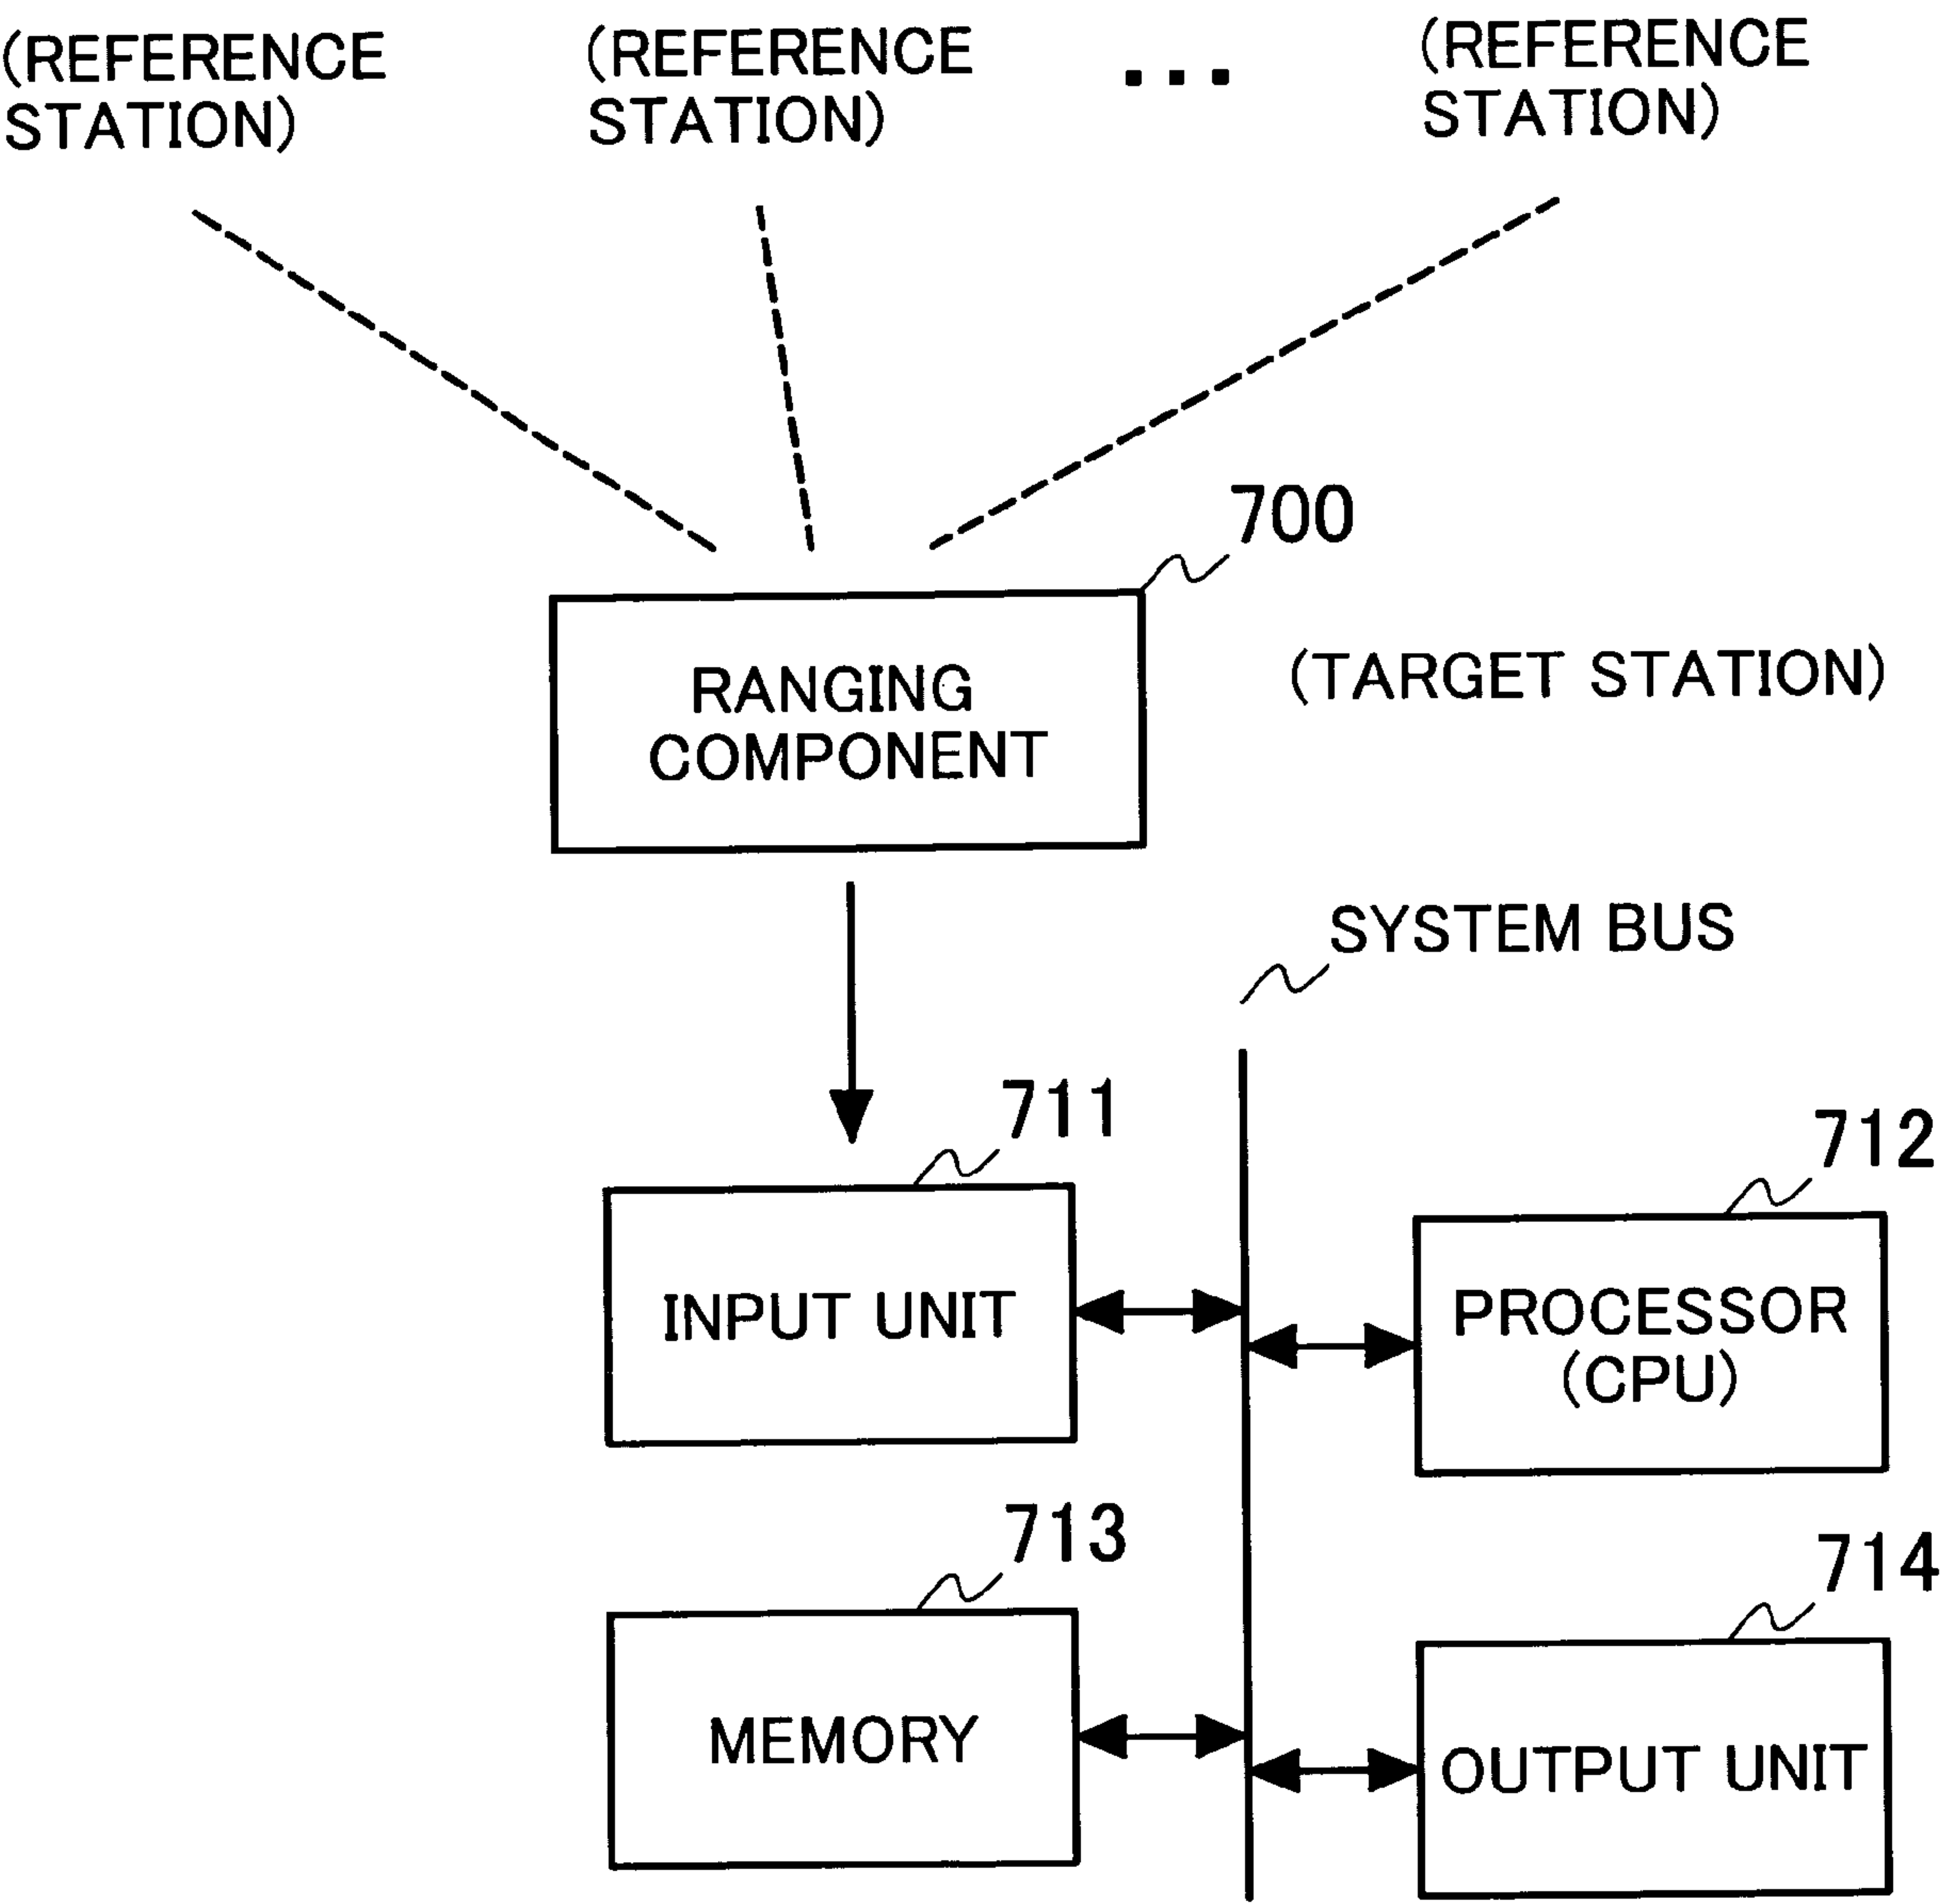 (REFERENCE
STATION)
(REFERENCE
STATION)
...
(REFERENCE
STATION)
700
RANGING
COMPONENT
(TARGET STATION)
SYSTEM BUS
711
INPUT UNIT
712
PROCESSOR
(CPU)
713
MEMORY
714
OUTPUT UNIT